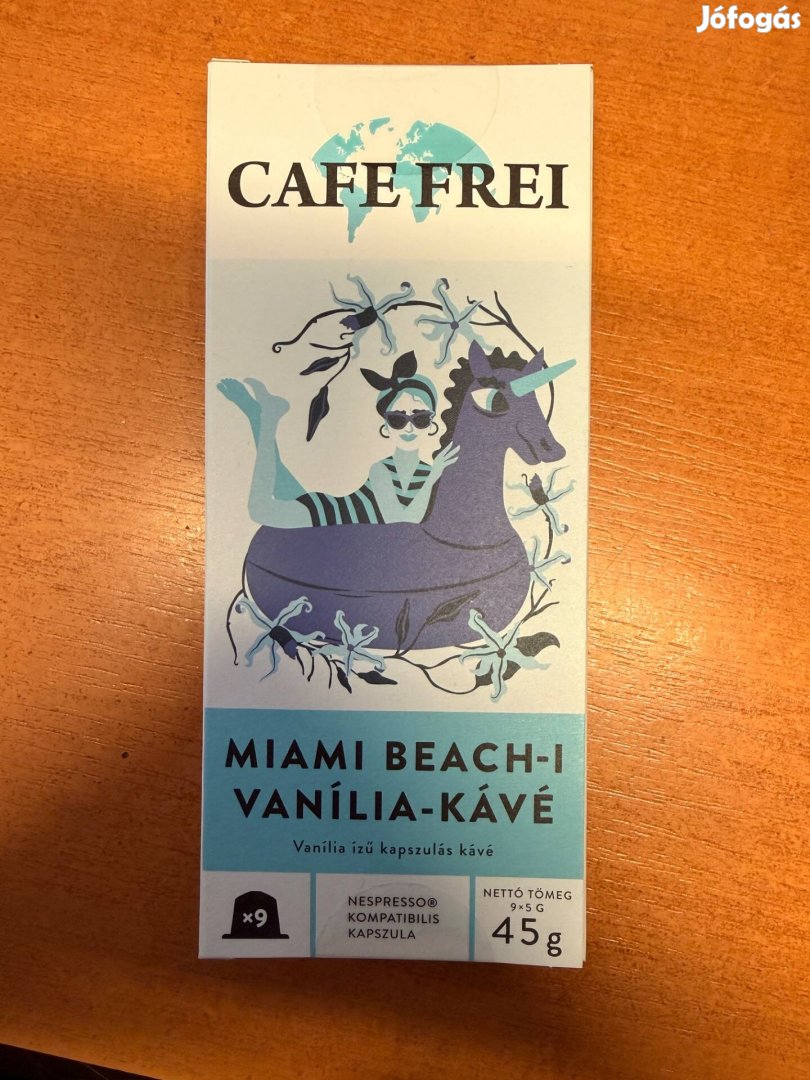 Jófogás
CAFE FREI
MIAMI BEACH-I
VANÍLIA-KÁVÉ
Vanília ízű kapszulás kávé
×9
NESPRESSO®
KOMPATIBILIS
KAPSZULA
NETTÓ TÖMEG
9×5 G
45 g